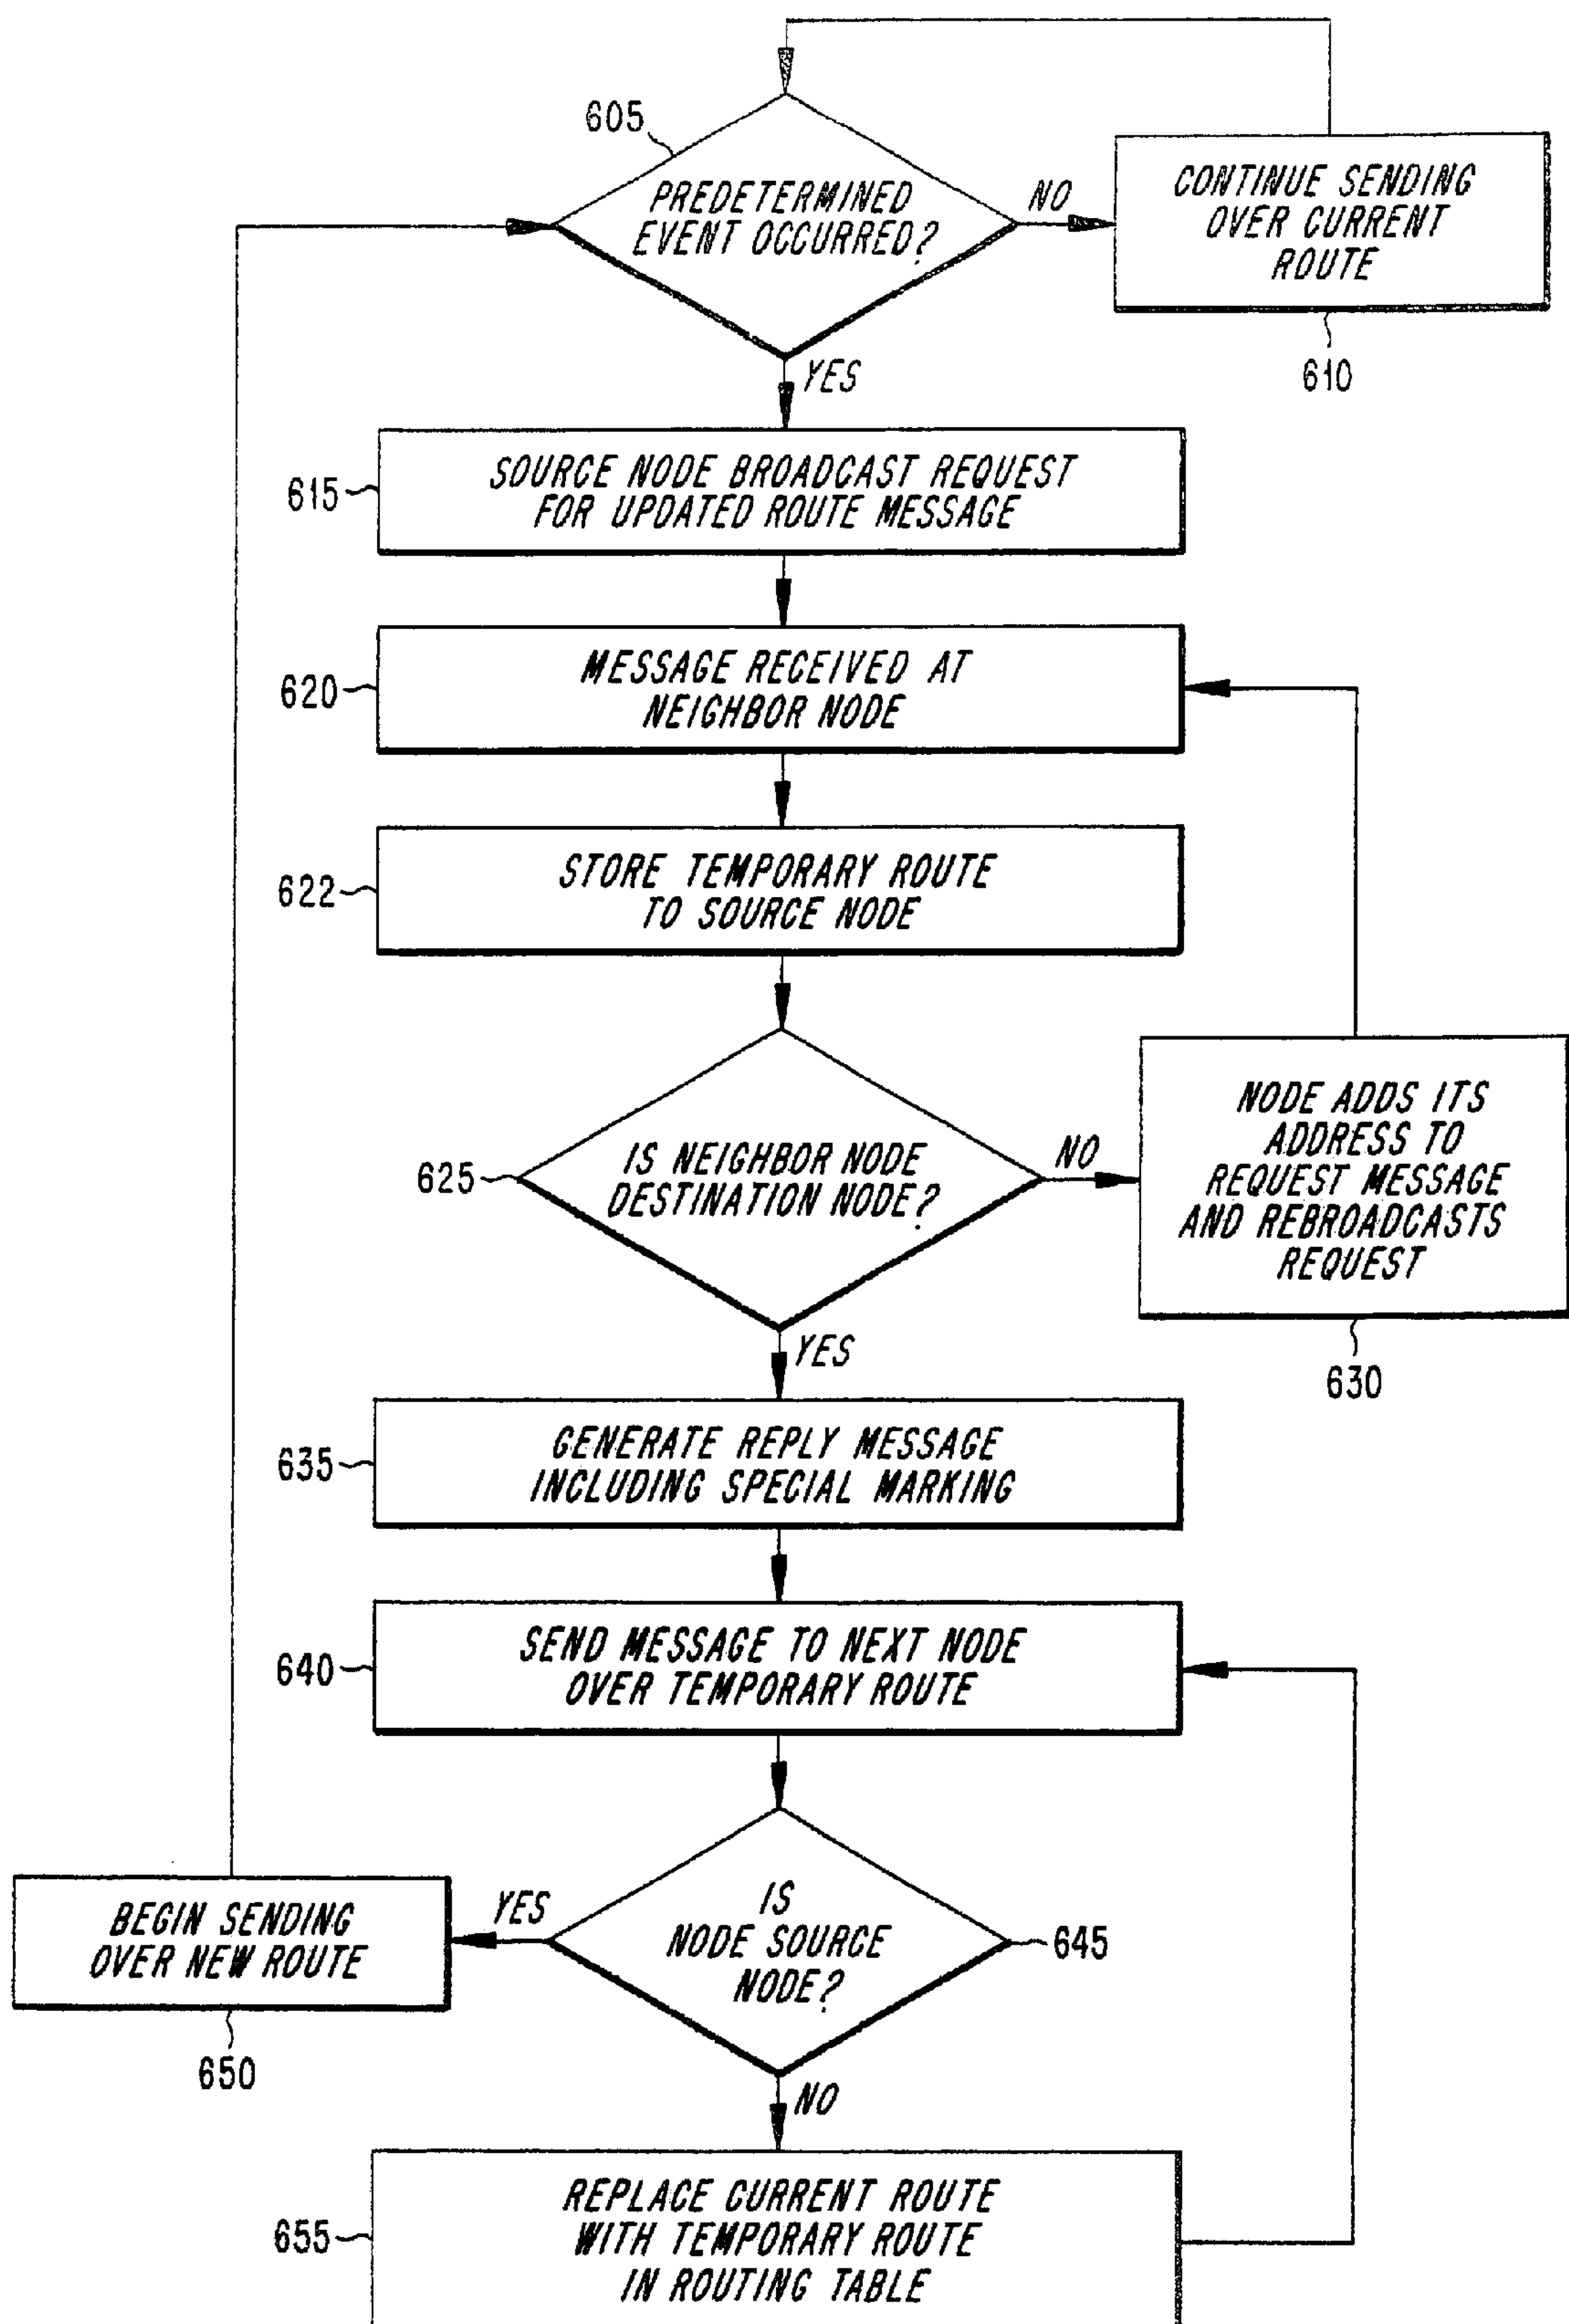 605
PREDETERMINED
EVENT OCCURRED?
NO
CONTINUE SENDING
OVER CURRENT
ROUTE
610
YES
615
SOURCE NODE BROADCAST REQUEST
FOR UPDATED ROUTE MESSAGE
620
MESSAGE RECEIVED AT
NEIGHBOR NODE
622
STORE TEMPORARY ROUTE
TO SOURCE NODE
625
IS NEIGHBOR NODE
DESTINATION NODE?
NO
NODE ADDS ITS
ADDRESS TO
REQUEST MESSAGE
AND REBROADCASTS
REQUEST
630
YES
635
GENERATE REPLY MESSAGE
INCLUDING SPECIAL MARKING
640
SEND MESSAGE TO NEXT NODE
OVER TEMPORARY ROUTE
BEGIN SENDING
OVER NEW ROUTE
650
YES
IS
NODE SOURCE
NODE?
645
NO
655
REPLACE CURRENT ROUTE
WITH TEMPORARY ROUTE
IN ROUTING TABLE